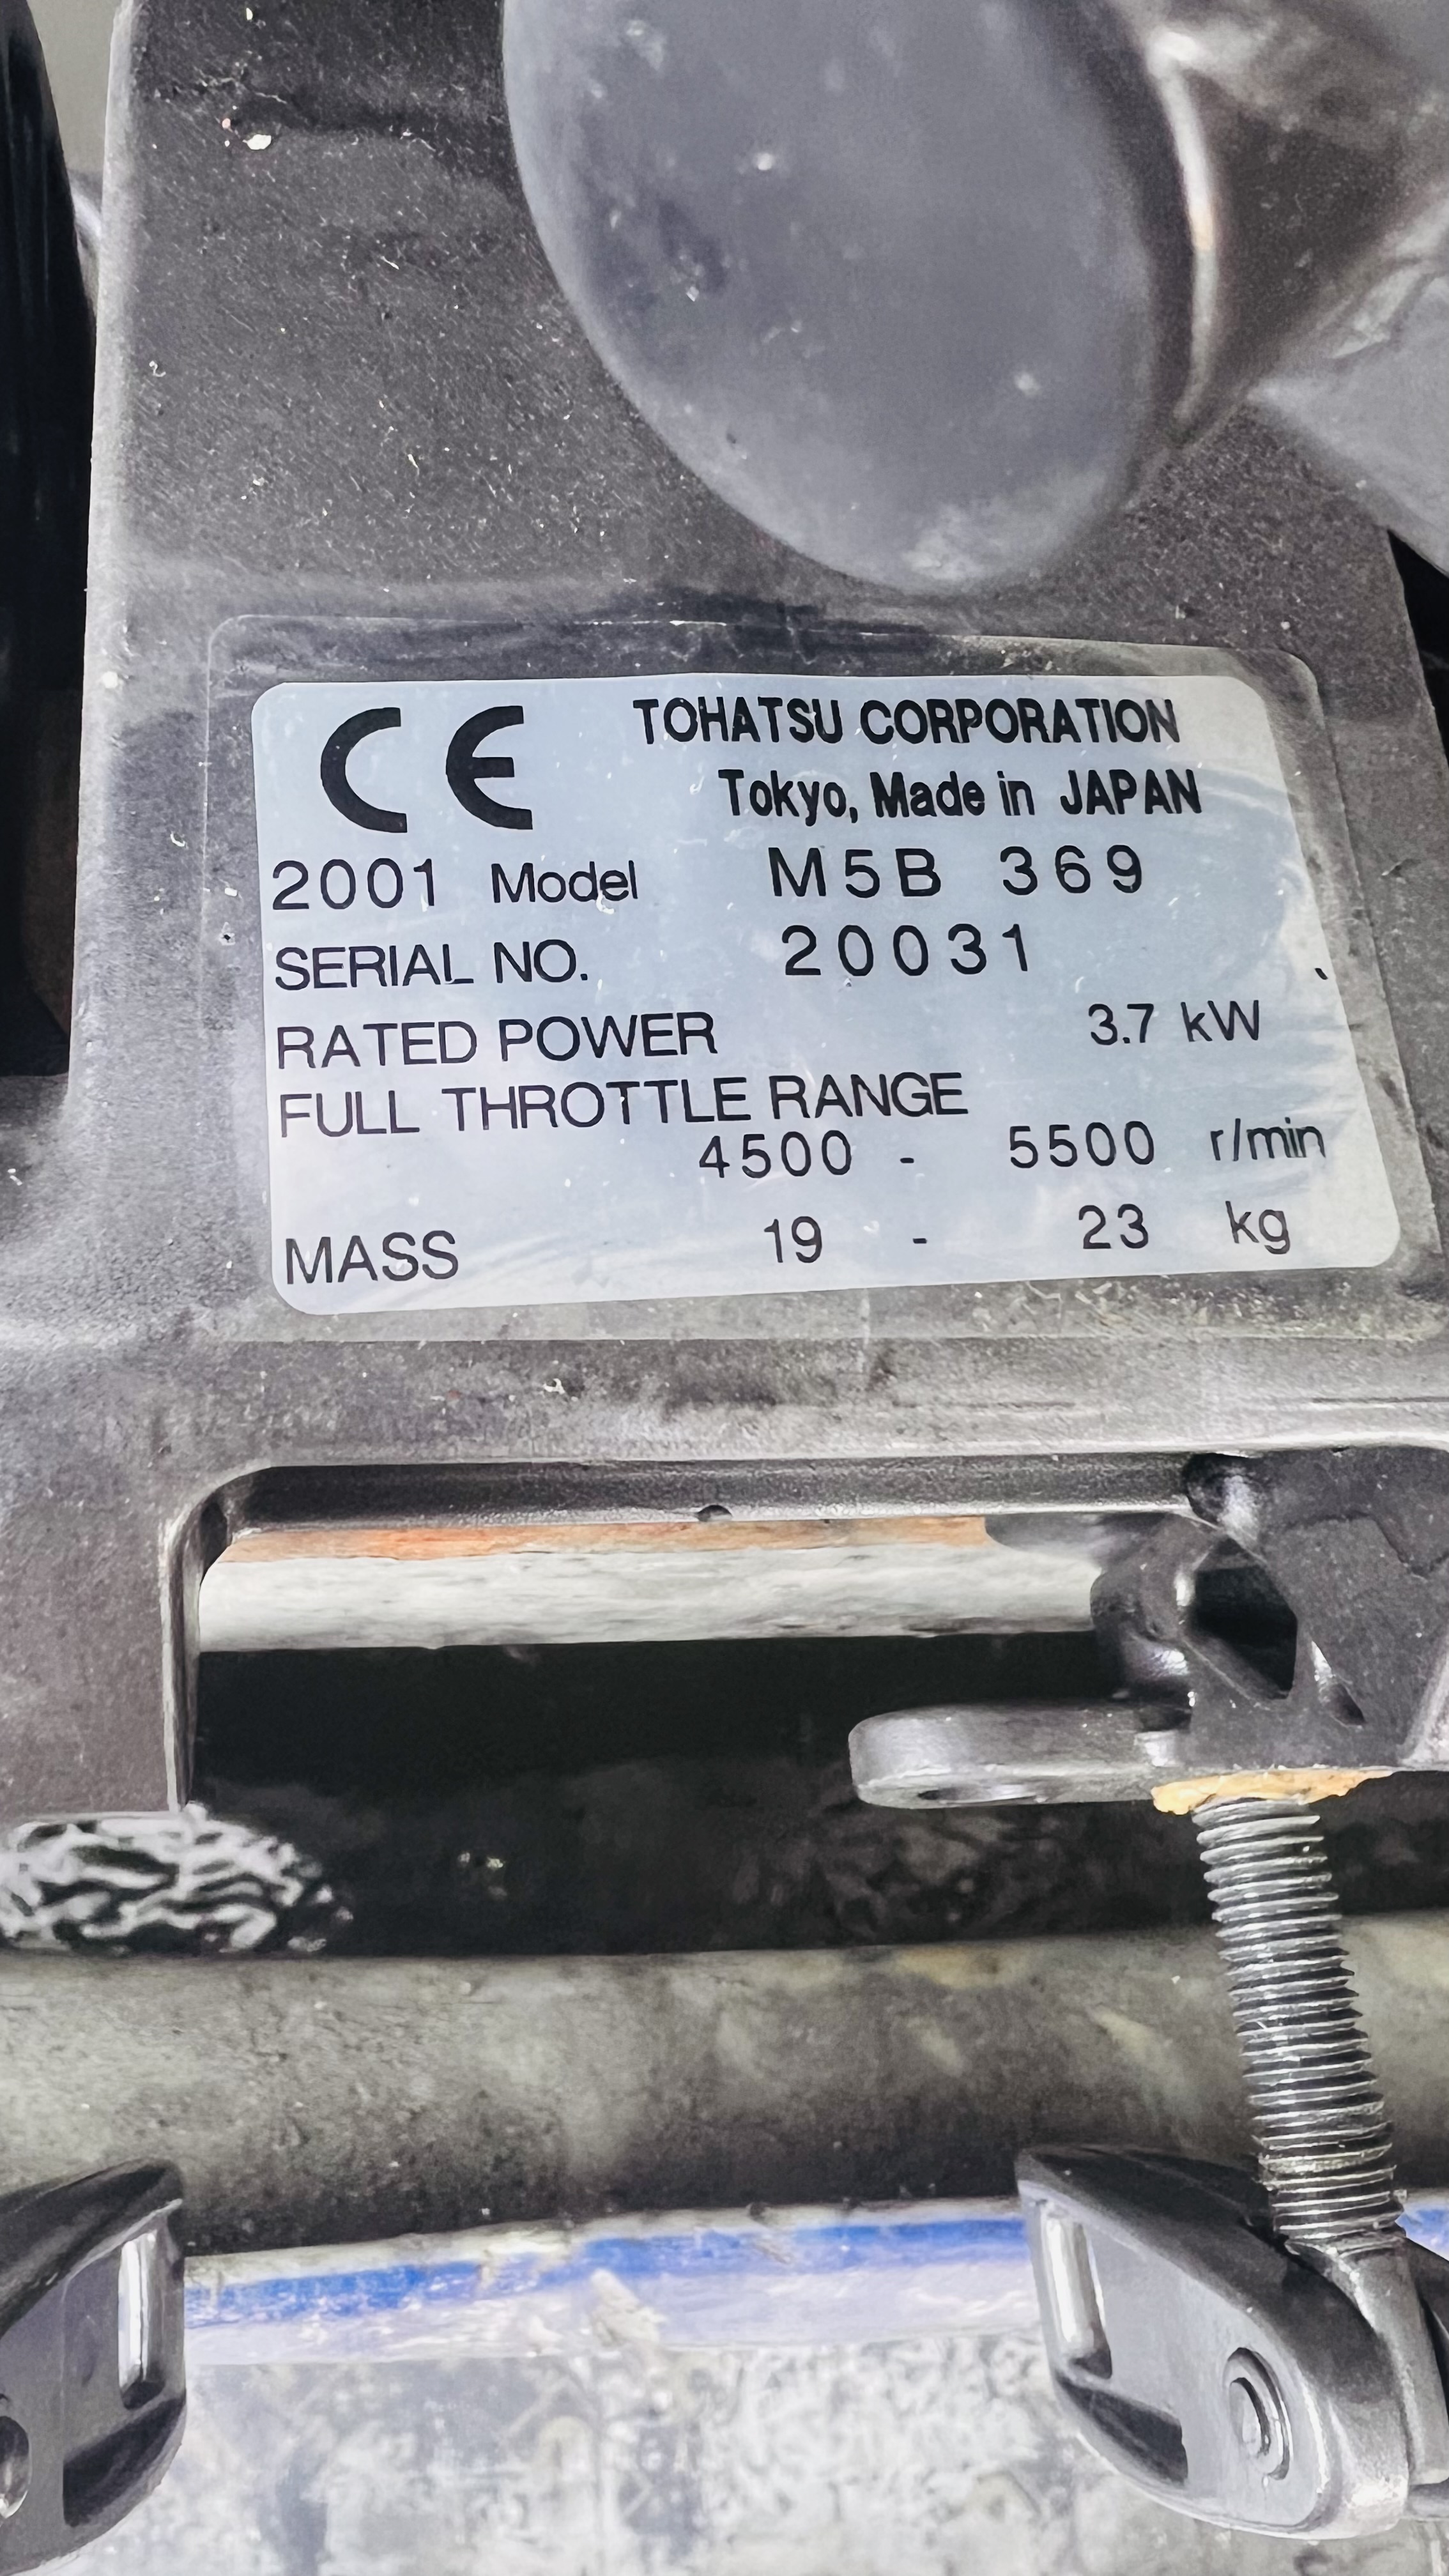 CE TOHATSU CORPORATION
Tokyo, Made in JAPAN
2001 Model M5B 369
SERIAL NO. 20031
RATED POWER 3.7 kW
FULL THROTTLE RANGE
4500 - 5500 r/min
MASS 19 - 23 kg